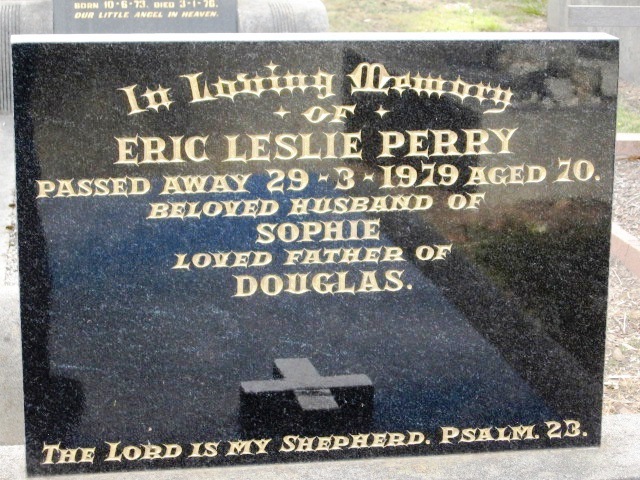 BORN 10-6-73. DIED 3-1-76.
OUR LITTLE ANGEL IN HEAVEN.
In Loving Memory
OF
ERIC LESLIE PERRY
PASSED AWAY 29-3-1979 AGED 70.
BELOVED HUSBAND OF
SOPHIE
LOVED FATHER OF
DOUGLAS.
THE LORD IS MY SHEPHERD. PSALM. 23.